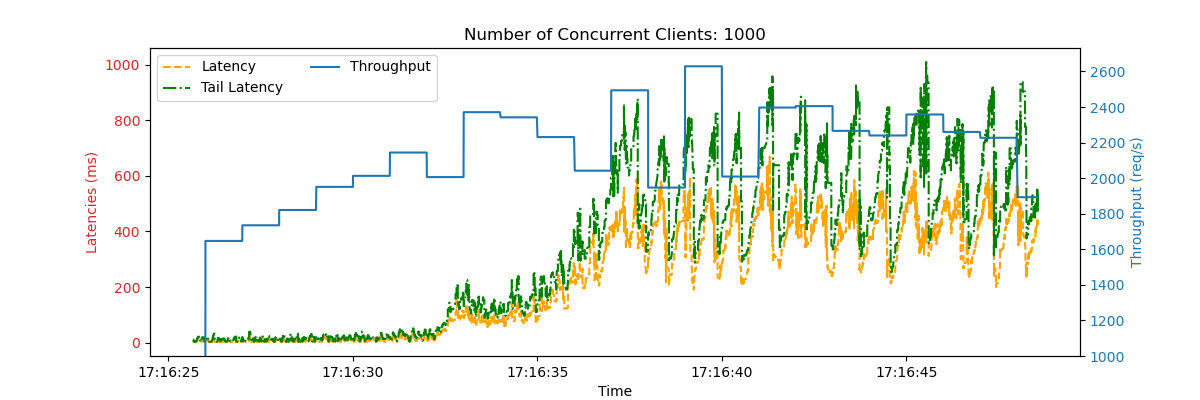 Number of Concurrent Clients: 1000
Latency
Tail Latency
Throughput
Latencies (ms)
1000
800
600
400
200
0
Throughput (req/s)
2600
2400
2200
2000
1800
1600
1400
1200
1000
17:16:25
17:16:30
17:16:35
17:16:40
17:16:45
Time